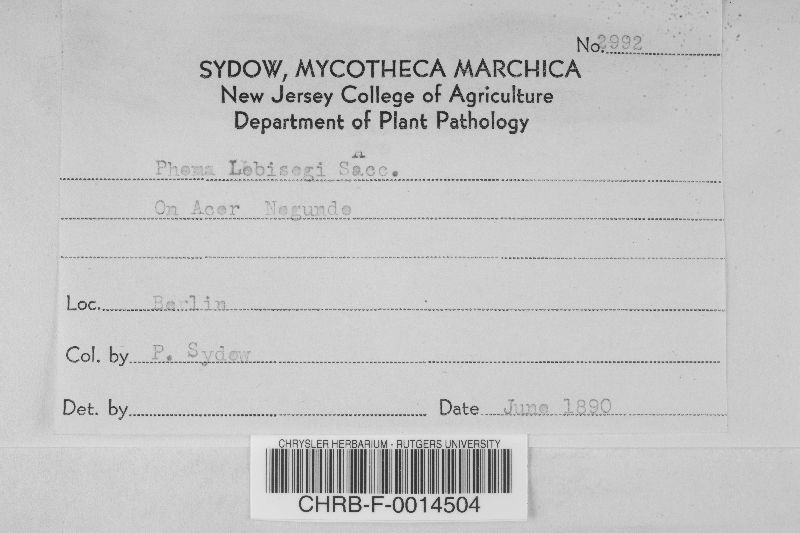 No. 2992
SYDOW, MYCOTHECA MARCHICA
New Jersey College of Agriculture
Department of Plant Pathology
Phoma Lebisegi Sacc.
On Acer Negundo
Loc. Berlin
Col. by P. Sydow
Det. by Date June 1890
CHRYSLER HERBARIUM - RUTGERS UNIVERSITY
CHRB-F-0014504